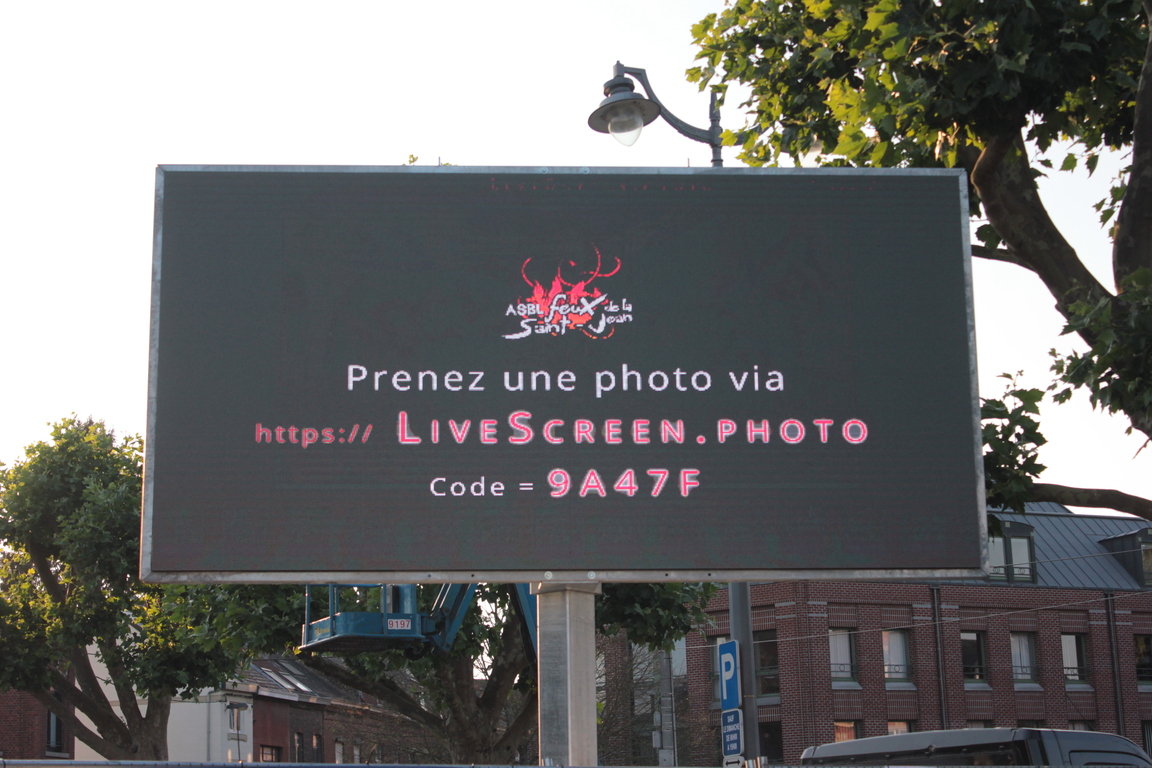 ASBL feux de la
Saint-Jean
Prenez une photo via
https:// LIVESCREEN.PHOTO
Code = 9A47F
9197
P